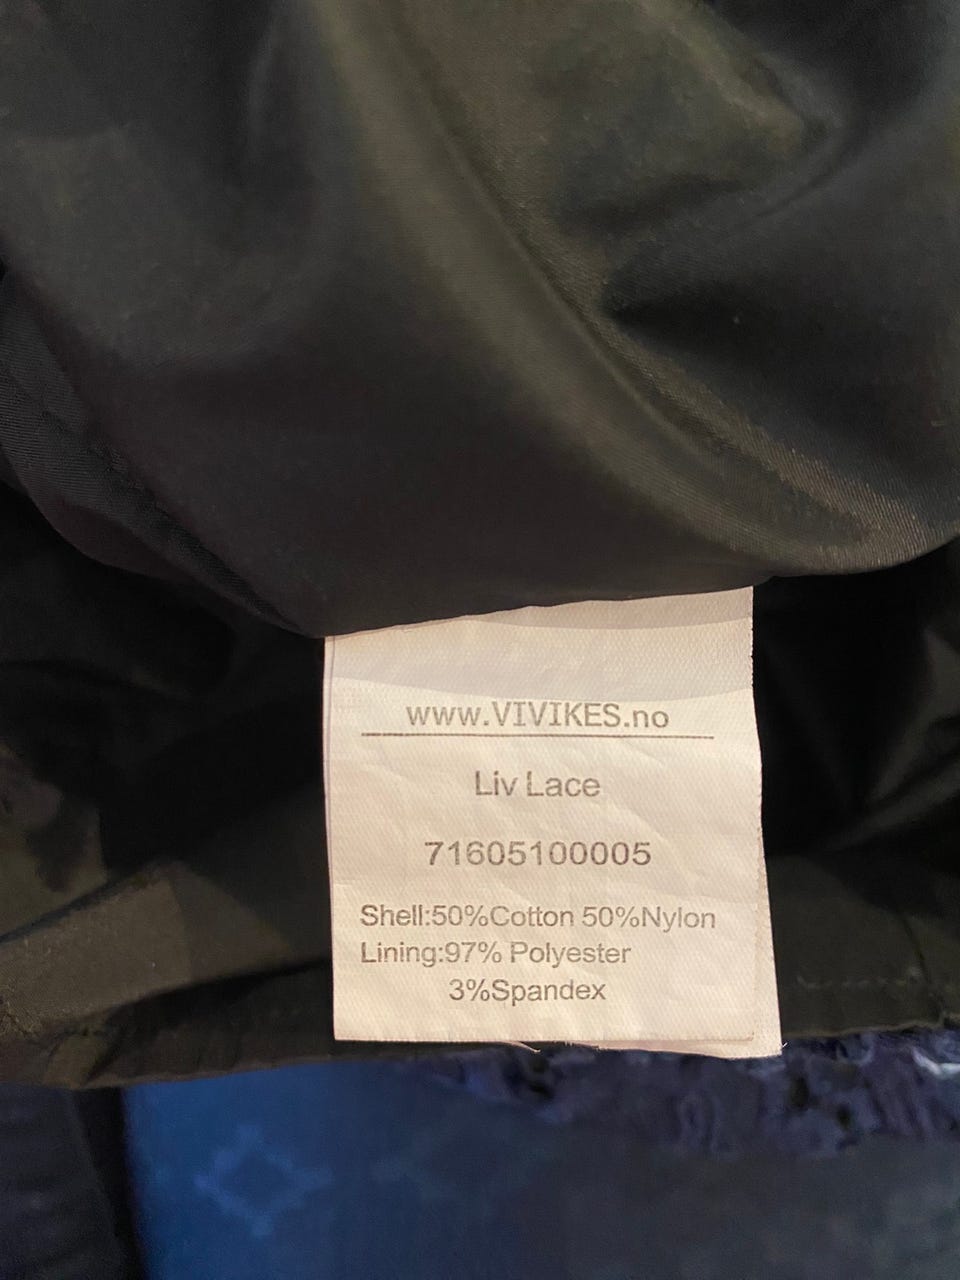 www.VIVIKES.no
Liv Lace
71605100005
Shell:50%Cotton 50%Nylon
Lining:97% Polyester
3%Spandex